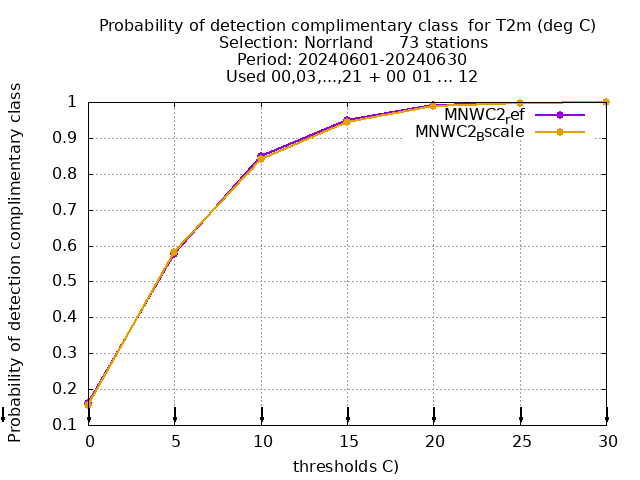 Probability of detection complimentary class for T2m (deg C)
Selection: Norrland 73 stations
Period: 20240601-20240630
Used 00,03,...,21 + 00 01 ... 12
Probability of detection complimentary class
1
0.9
0.8
0.7
0.6
0.5
0.4
0.3
0.2
0.1
MNWC2ref
MNWC2Bscale
0 5 10 15 20 25 30
thresholds C)